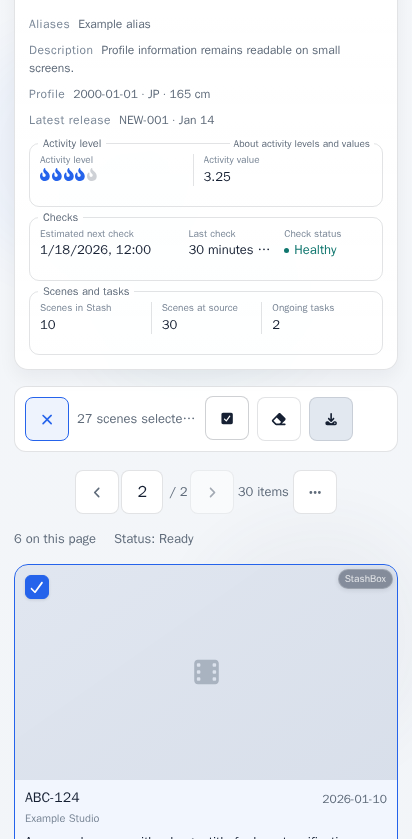 Aliases Example alias
Description Profile information remains readable on small
screens.
Profile 2000-01-01 · JP · 165 cm
Latest release NEW-001 · Jan 14
Activity level About activity levels and values
Activity level Activity value
3.25
Checks
Estimated next check Last check Check status
1/18/2026, 12:00 30 minutes ··· Healthy
Scenes and tasks
Scenes in Stash Scenes at source Ongoing tasks
10 30 2
27 scenes selecte···
2 / 2 30 items
6 on this page Status: Ready
StashBox
ABC-124 2026-01-10
Example Studio